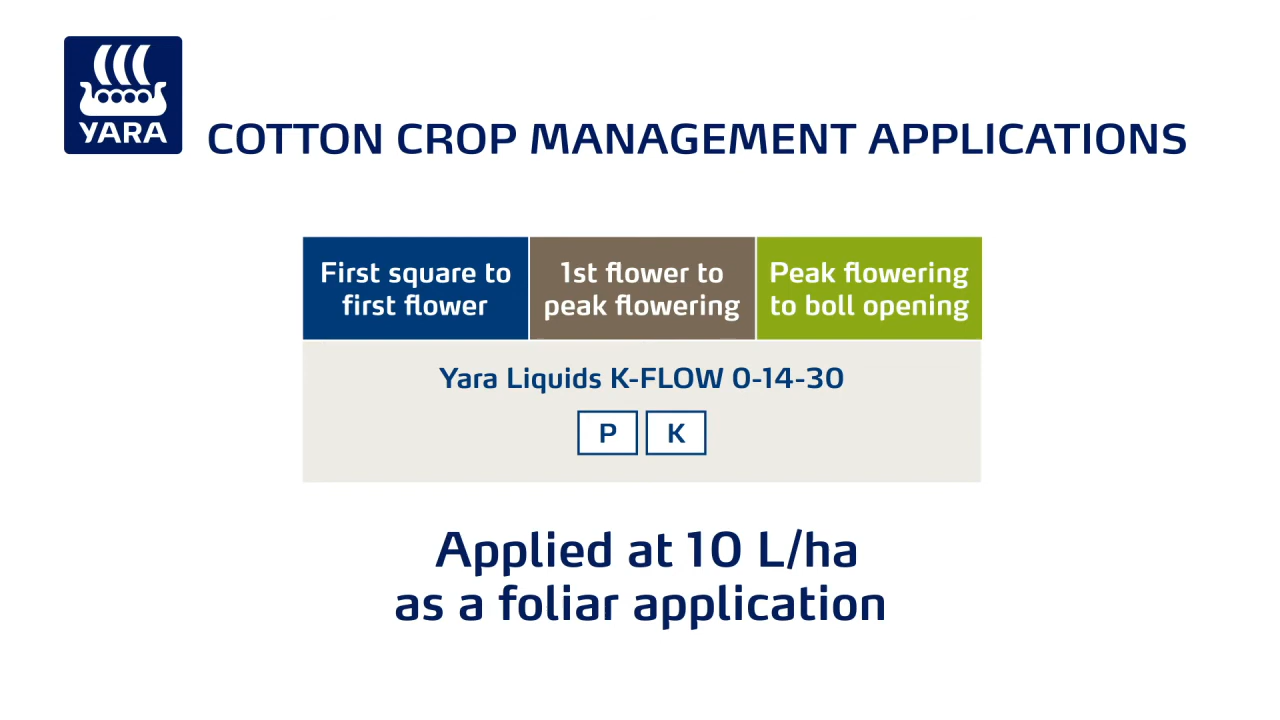 YARA
COTTON CROP MANAGEMENT APPLICATIONS
First square to
first flower
1st flower to
peak flowering
Peak flowering
to boll opening
Yara Liquids K-FLOW 0-14-30
P K
Applied at 10 L/ha
as a foliar application